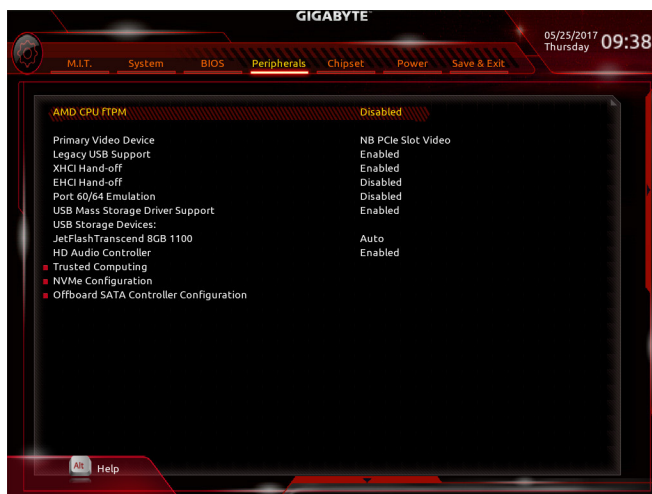 GIGABYTE™
05/25/2017 09:38
Thursday
M.I.T. System BIOS Peripherals Chipset Power Save & Exit
AMD CPU fTPM Disabled
Primary Video Device NB PCIe Slot Video
Legacy USB Support Enabled
XHCI Hand-off Enabled
EHCI Hand-off Disabled
Port 60/64 Emulation Disabled
USB Mass Storage Driver Support Enabled
USB Storage Devices:
JetFlashTranscend 8GB 1100 Auto
HD Audio Controller Enabled
Trusted Computing
NVMe Configuration
Offboard SATA Controller Configuration
Alt Help